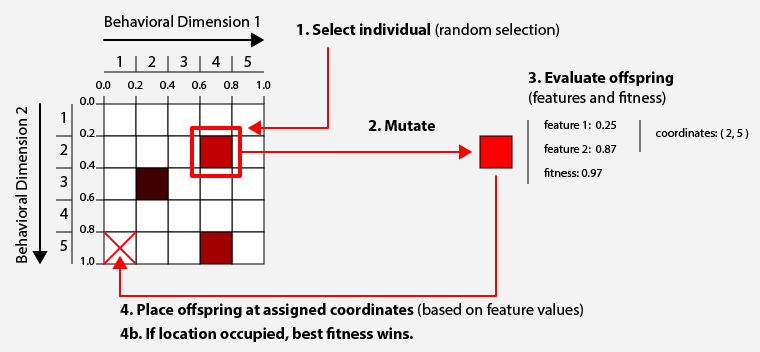 Behavioral Dimension 1
1. Select individual (random selection)
1 2 3 4 5
0.0 0.2 0.4 0.6 0.8 1.0
Behavioral Dimension 2
0.0
1
0.2
2
0.4
3
0.6
4
0.8
5
1.0
2. Mutate
3. Evaluate offspring
(features and fitness)
feature 1: 0.25
feature 2: 0.87
fitness: 0.97
coordinates: ( 2, 5 )
4. Place offspring at assigned coordinates (based on feature values)
4b. If location occupied, best fitness wins.